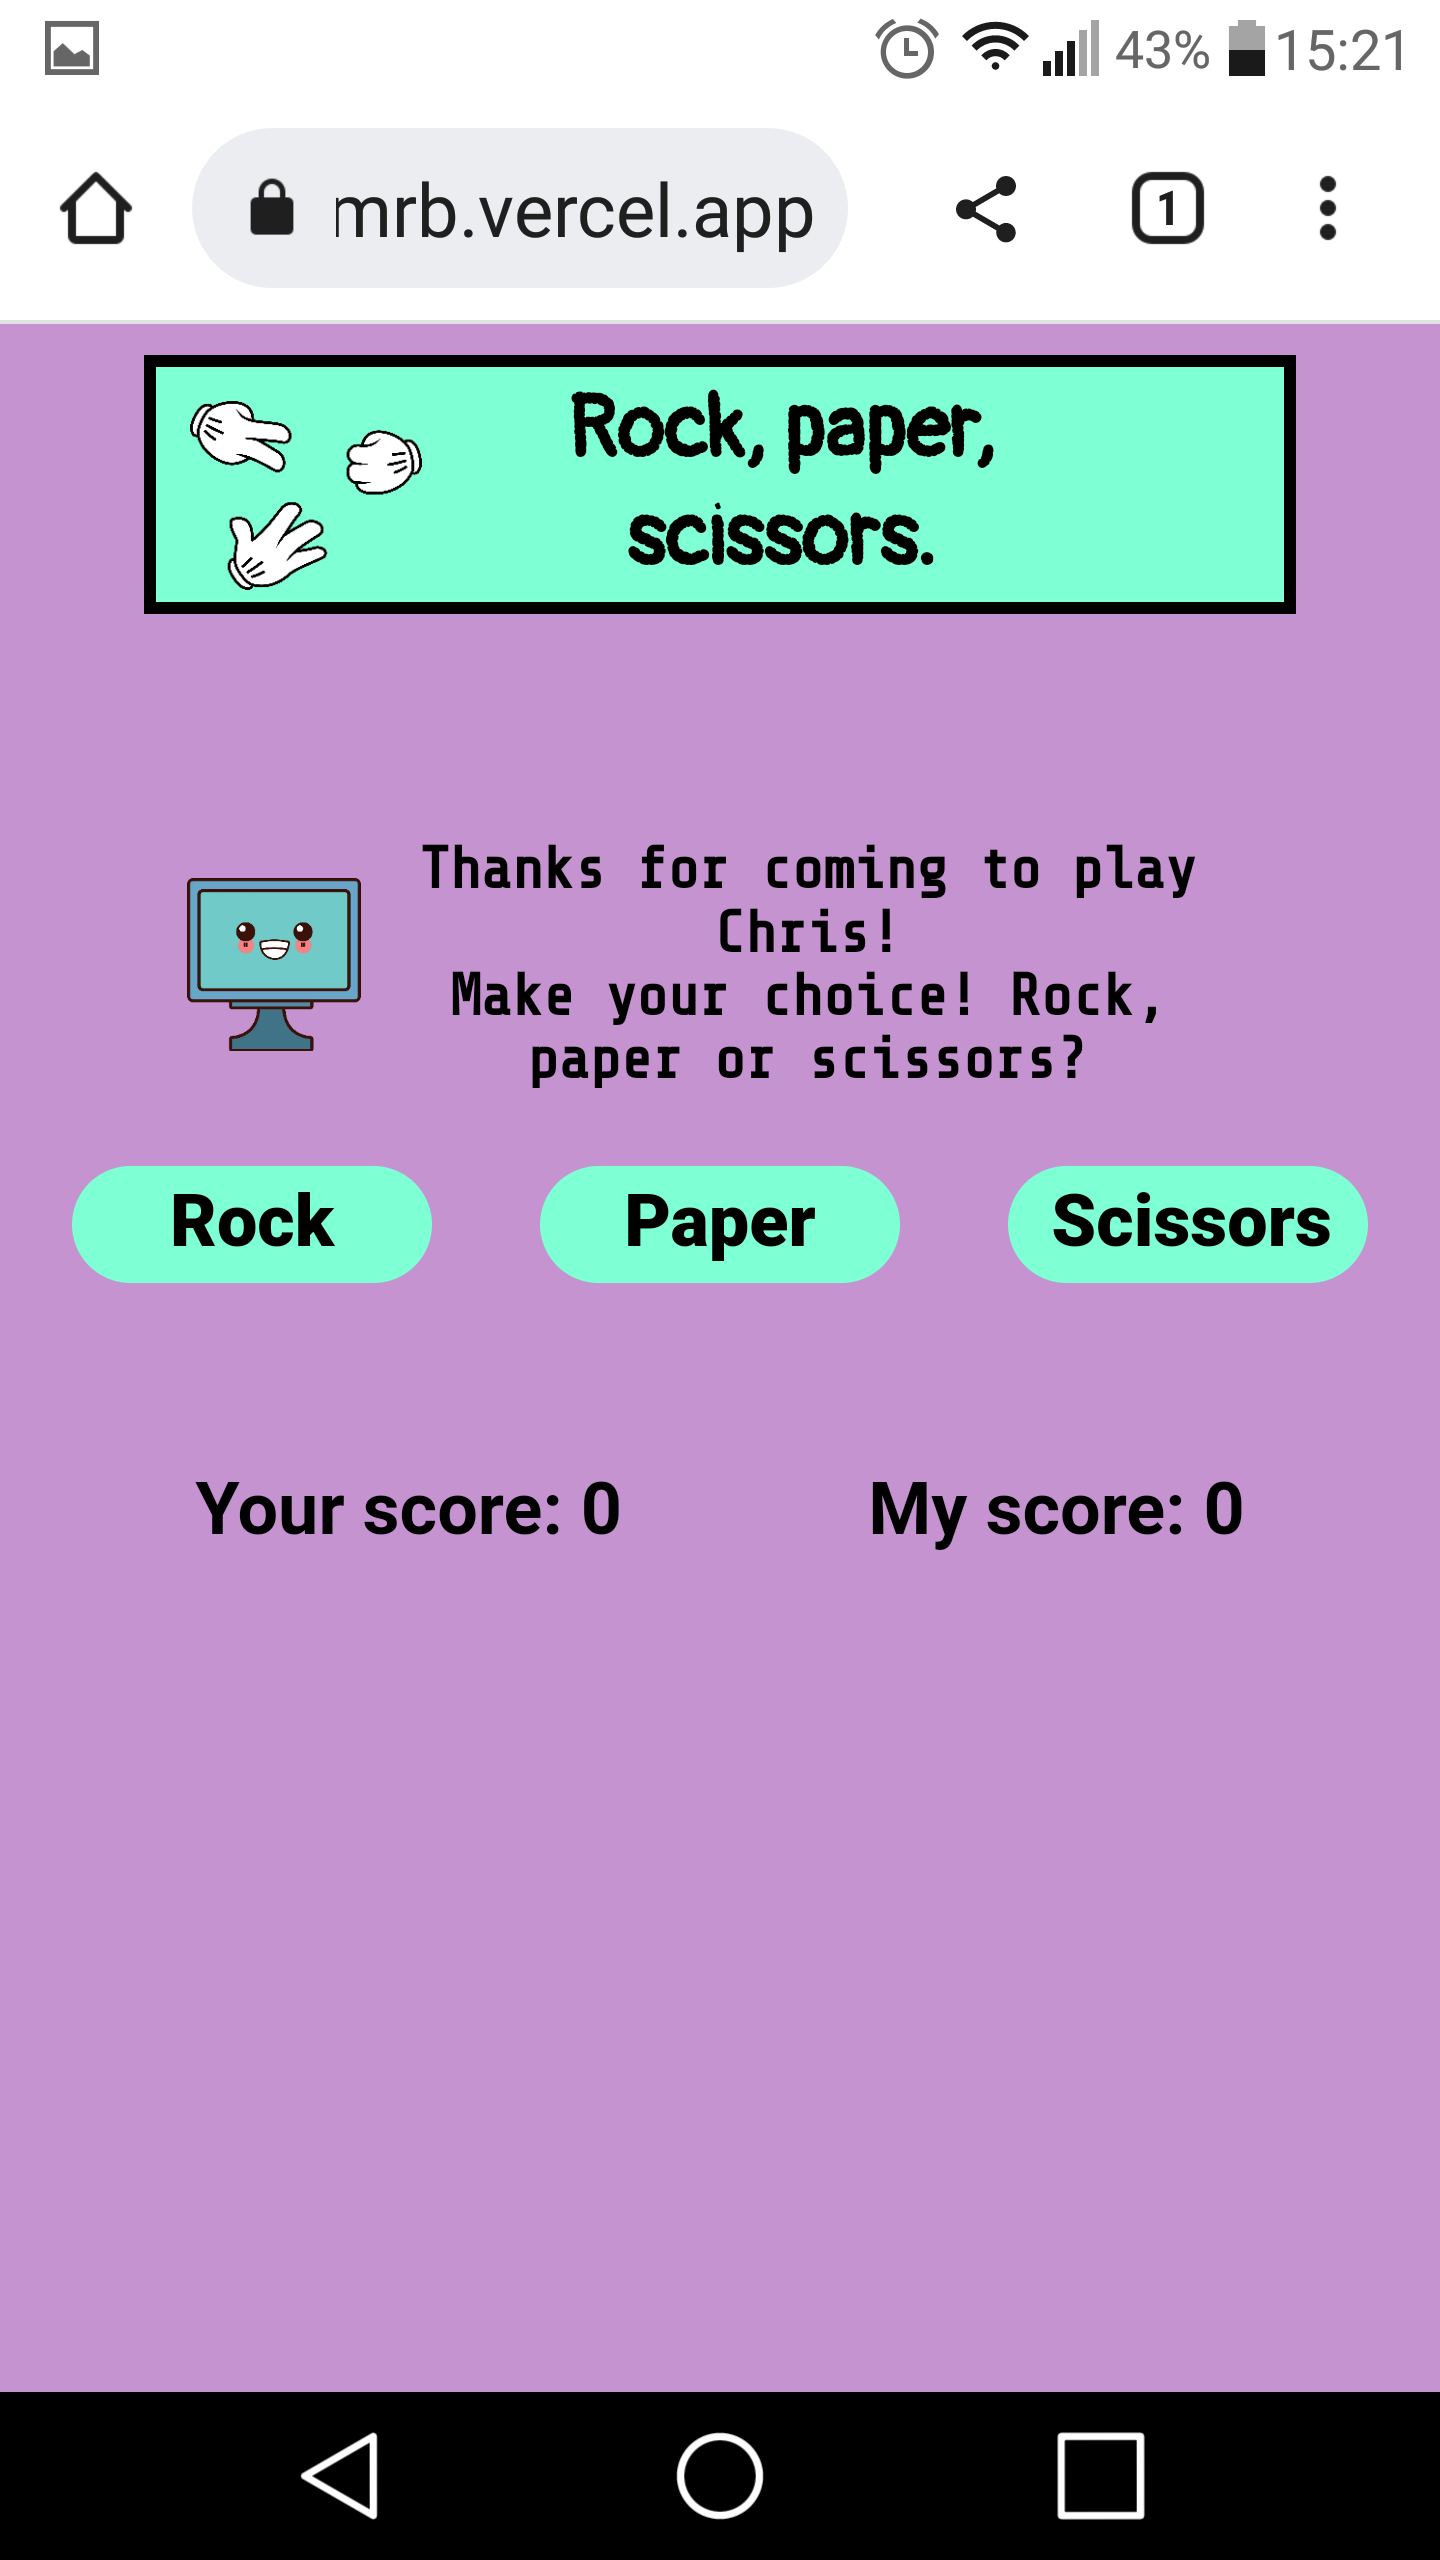 43% 15:21
mrb.vercel.app
1
Rock, paper,
scissors.
Thanks for coming to play
Chris!
Make your choice! Rock,
paper or scissors?
Rock Paper Scissors
Your score: 0 My score: 0